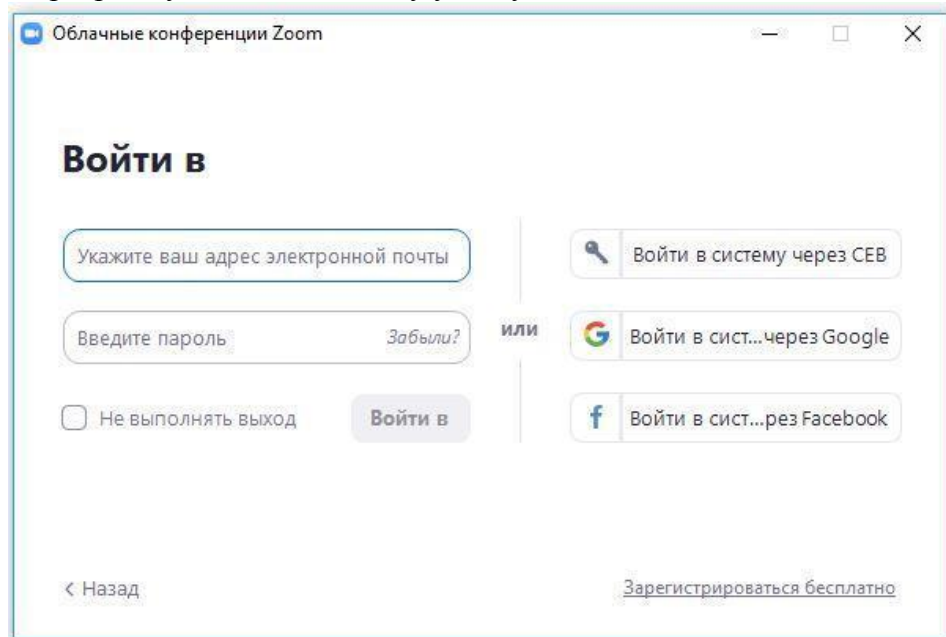 Облачные конференции Zoom
Войти в
Укажите ваш адрес электронной почты
Введите пароль
Забыли?
Не выполнять выход
Войти в
или
Войти в систему через СЕВ
Войти в сист...через Google
Войти в сист...рез Facebook
Назад
Зарегистрироваться бесплатно